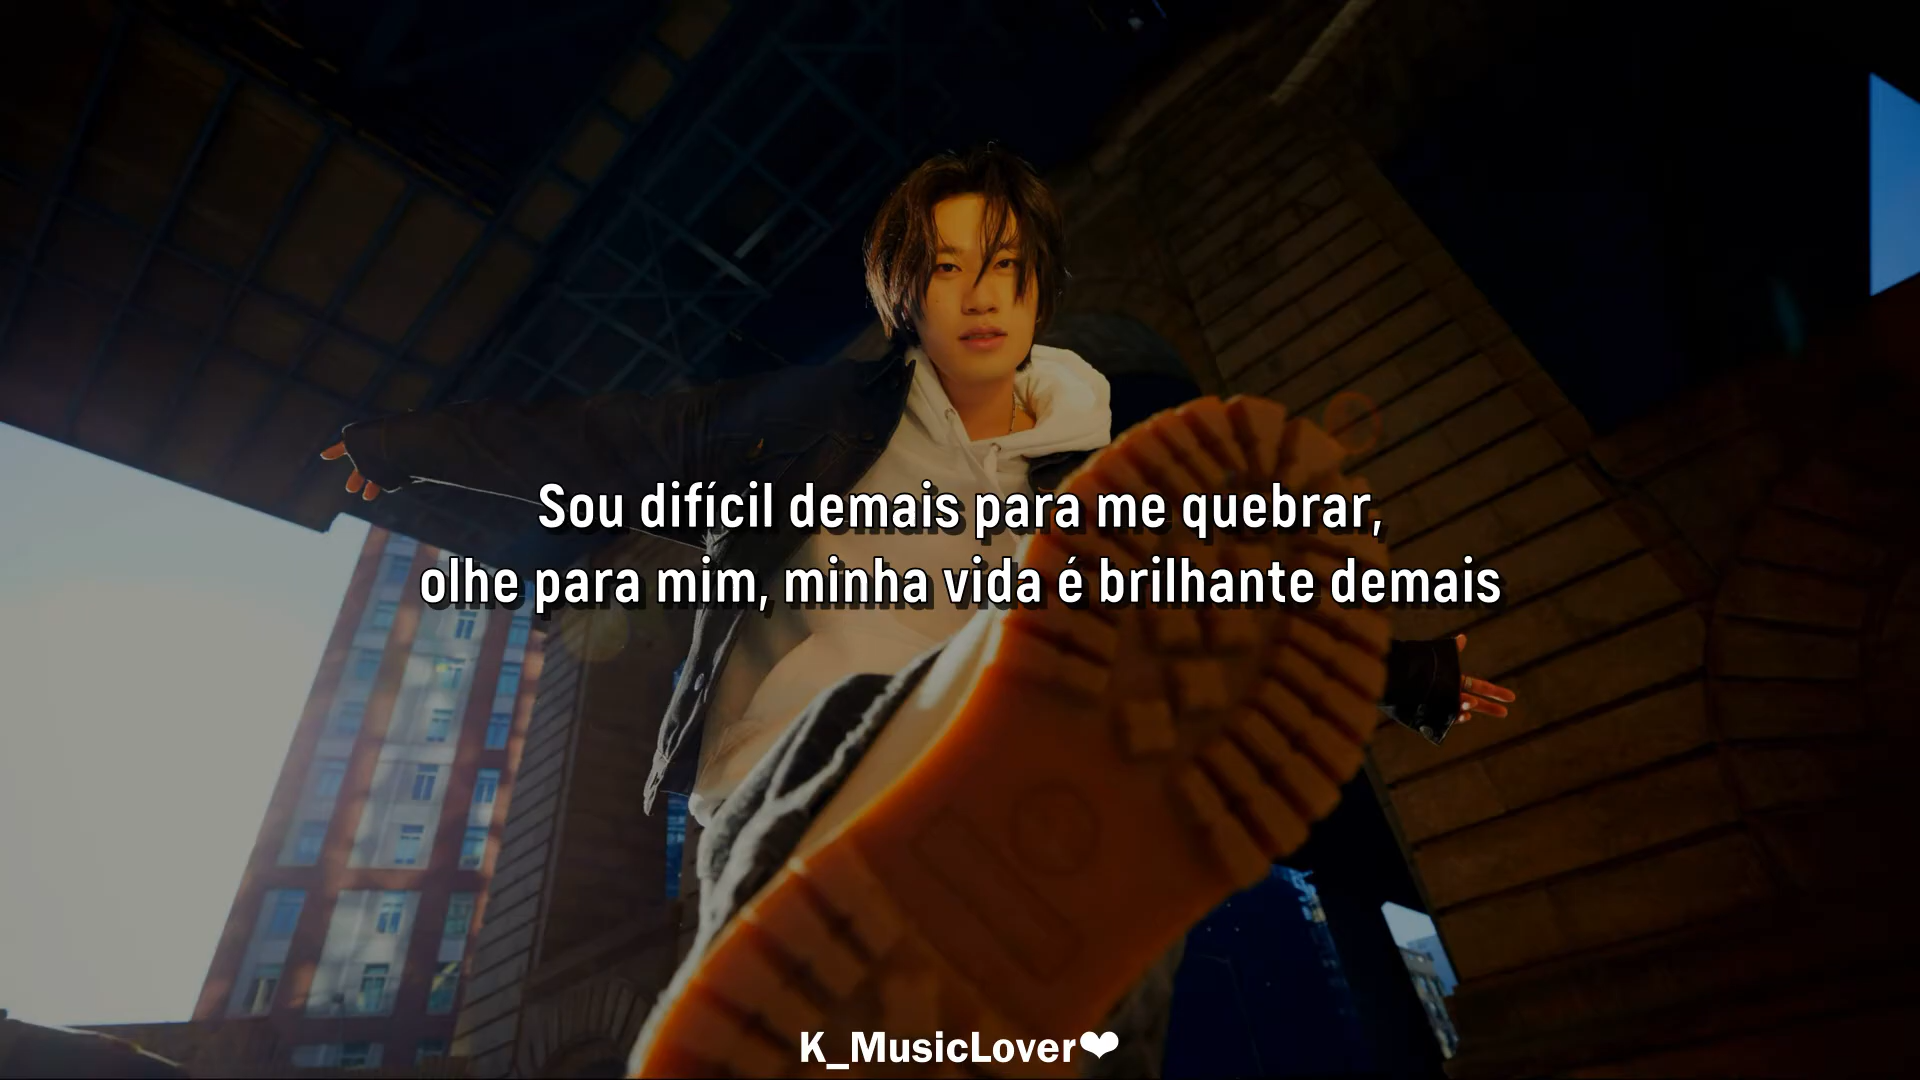 Sou difícil demais para me quebrar,
olhe para mim, minha vida é brilhante demais
K_MusicLover❤